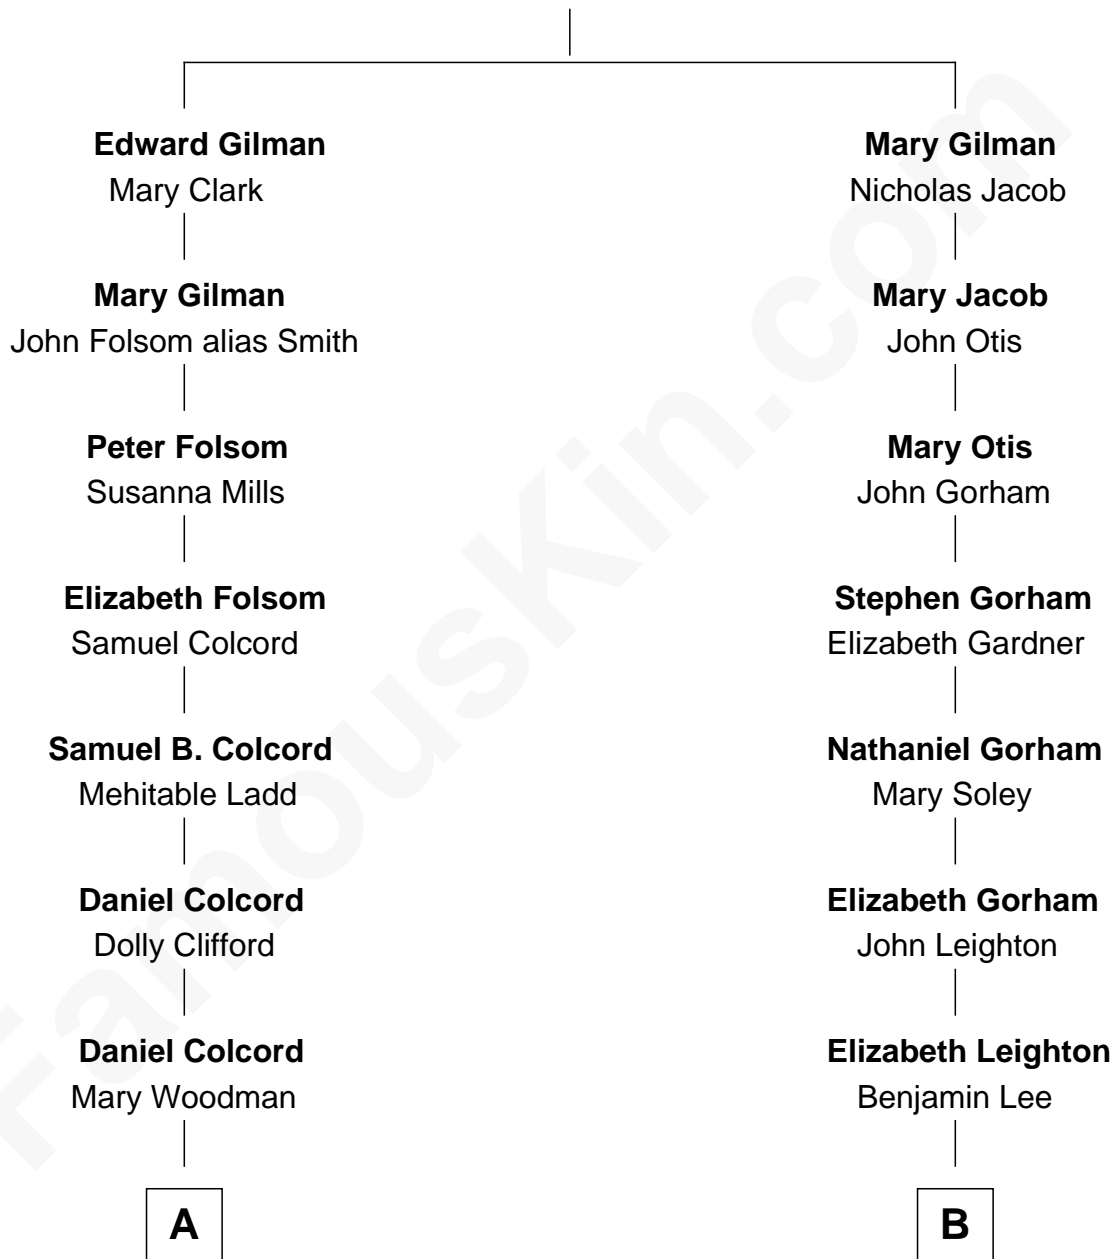 Edward Gilman
Mary Clark
Mary Gilman
John Folsom alias Smith
Peter Folsom
Susanna Mills
Elizabeth Folsom
Samuel Colcord
Samuel B. Colcord
Mehitable Ladd
Daniel Colcord
Dolly Clifford
Daniel Colcord
Mary Woodman
A
Mary Gilman
Nicholas Jacob
Mary Jacob
John Otis
Mary Otis
John Gorham
Stephen Gorham
Elizabeth Gardner
Nathaniel Gorham
Mary Soley
Elizabeth Gorham
John Leighton
Elizabeth Leighton
Benjamin Lee
B
FamousKin.com